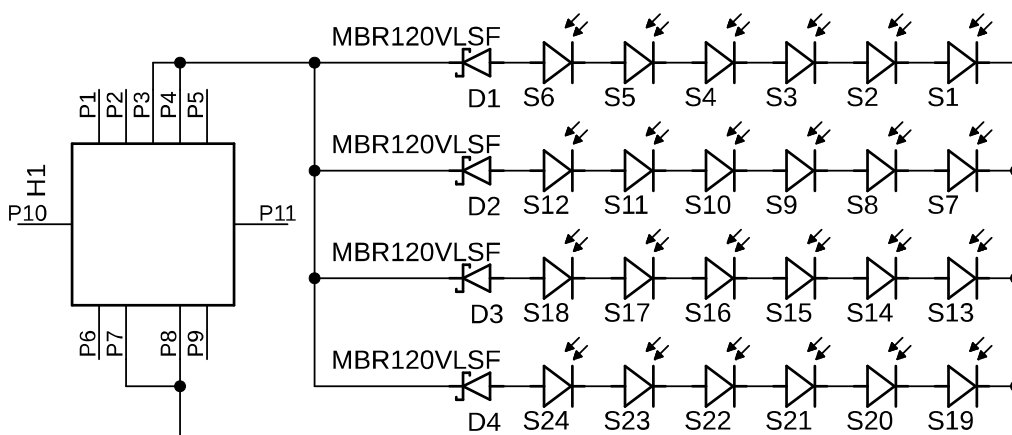 MBR120VLSF
D1 S6 S5 S4 S3 S2 S1
P1 P2 P3 P4 P5
MBR120VLSF
H1
D2 S12 S11 S10 S9 S8 S7
P10 P11
MBR120VLSF
D3 S18 S17 S16 S15 S14 S13
P6 P7 P8 P9
MBR120VLSF
D4 S24 S23 S22 S21 S20 S19